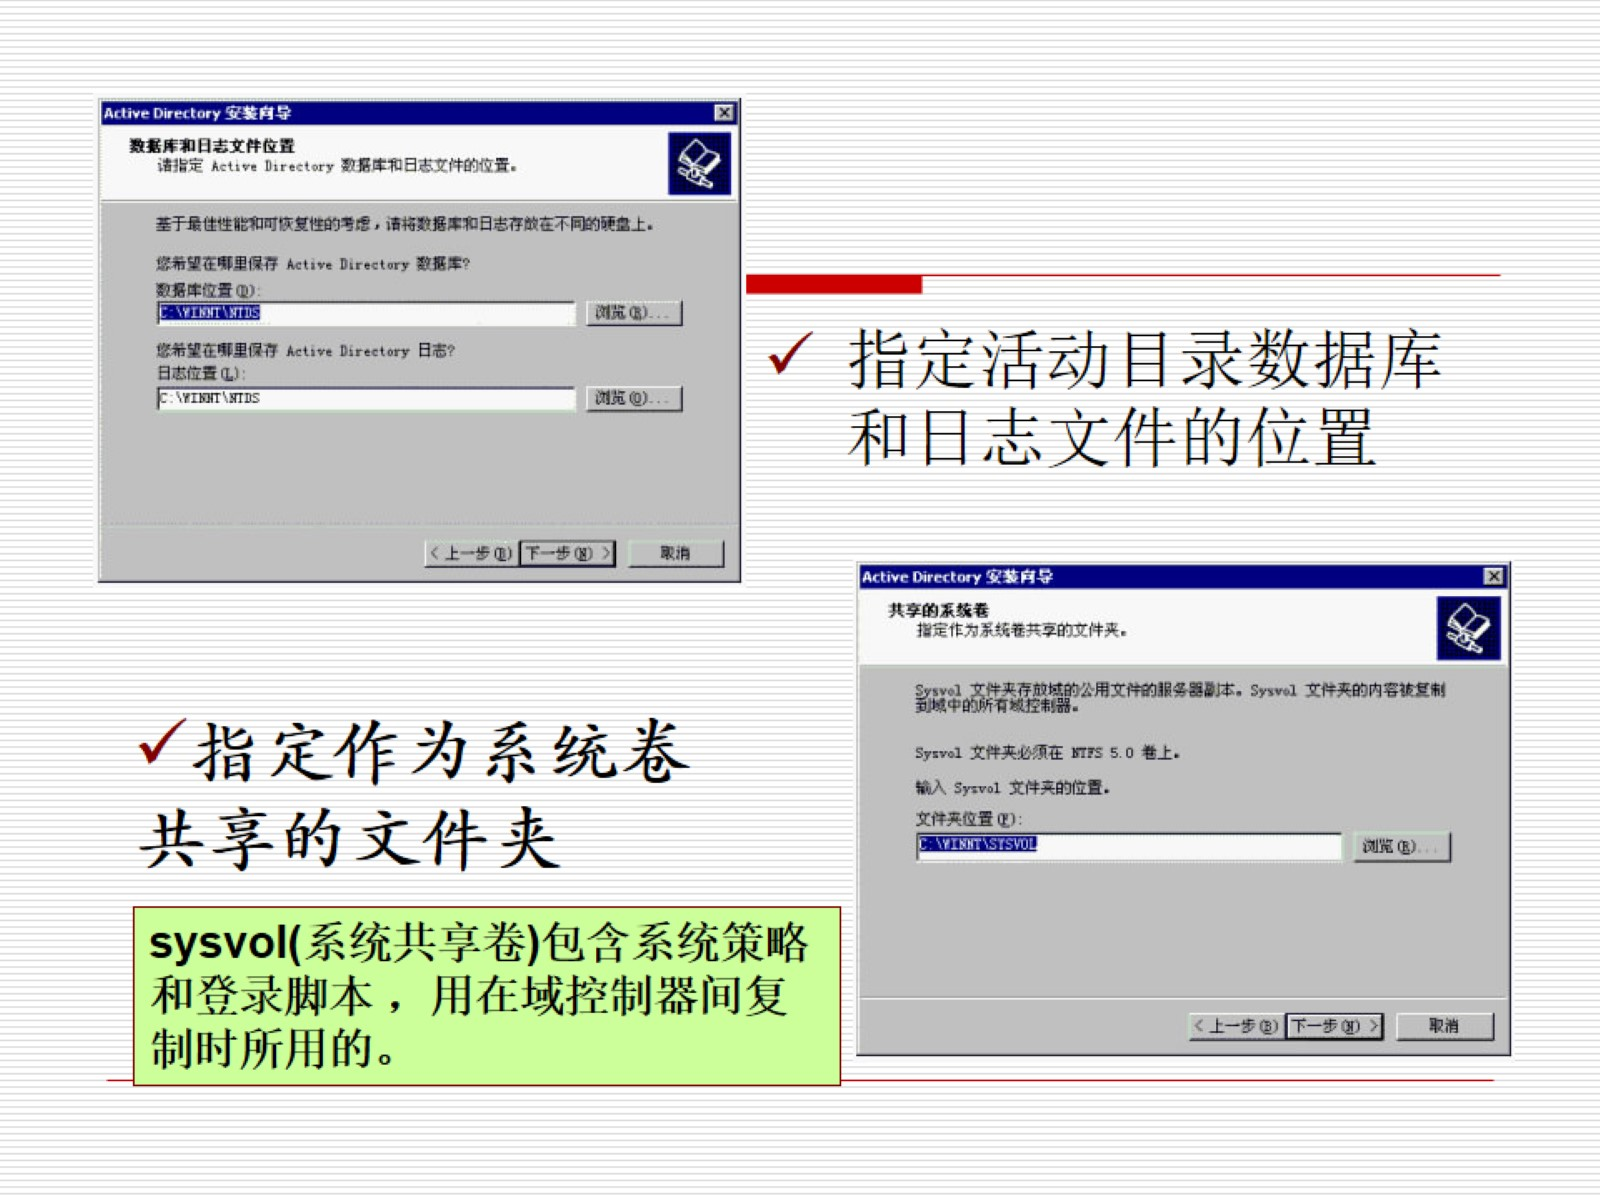 Active Directory 安装向导
数据库和日志文件位置
请指定 Active Directory 数据库和日志文件的位置。
基于最佳性能和可恢复性的考虑，请将数据库和日志存放在不同的硬盘上。
您希望在哪里保存 Active Directory 数据库?
数据库位置(D):
C:\WINNT\NTDS
浏览(R)...
您希望在哪里保存 Active Directory 日志?
日志位置(L):
C:\WINNT\NTDS
浏览(O)...
< 上一步(B) 下一步(N) > 取消
✓ 指定活动目录数据库
和日志文件的位置
Active Directory 安装向导
共享的系统卷
指定作为系统卷共享的文件夹。
Sysvol 文件夹存放域的公用文件的服务器副本。Sysvol 文件夹的内容被复制
到域中的所有域控制器。
Sysvol 文件夹必须在 NTFS 5.0 卷上。
输入 Sysvol 文件夹的位置。
文件夹位置(F):
C:\WINNT\SYSVOL
浏览(R)...
< 上一步(B) 下一步(N) > 取消
✓指定作为系统卷
共享的文件夹
sysvol(系统共享卷)包含系统策略
和登录脚本 ，用在域控制器间复
制时所用的。